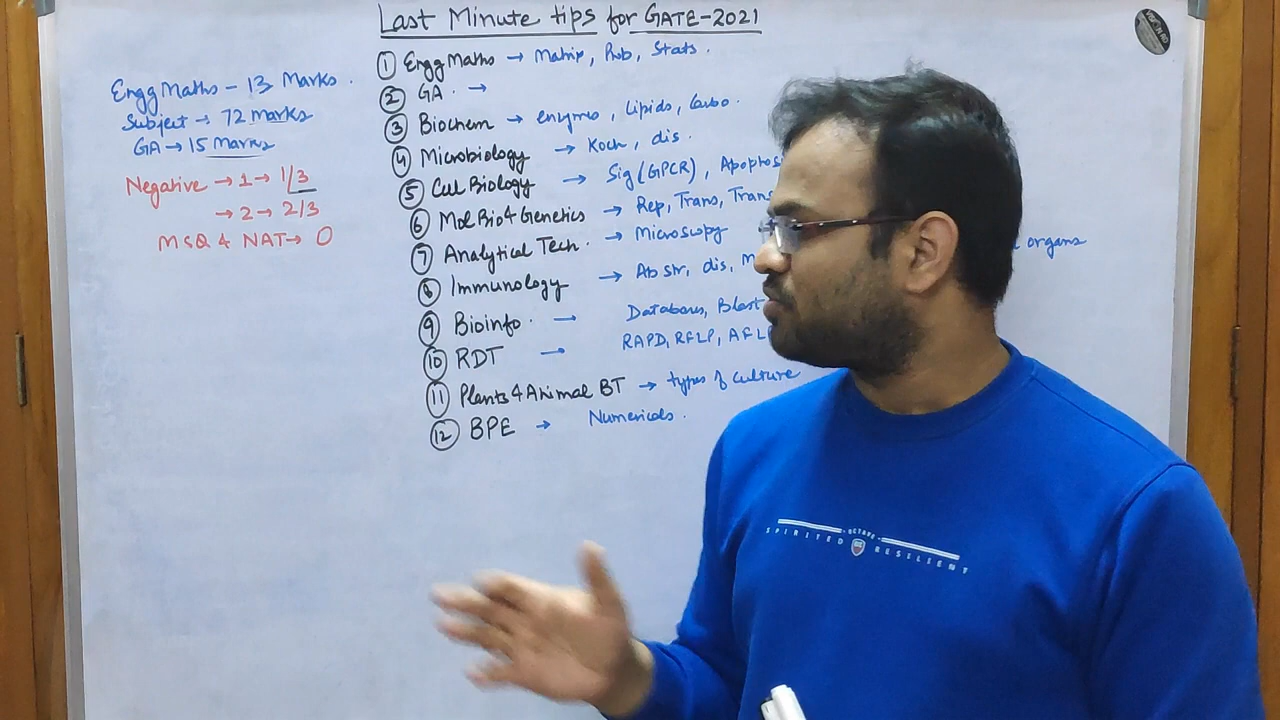 Last Minute tips for GATE-2021
Engg Maths - 13 Marks.
Subject → 72 marks
GA → 15 Marks
Negative → 1 → 1/3
→ 2 → 2/3
MSQ & NAT → 0
① Engg Maths → Matrix, Prob, Stats.
② GA. →
③ Biochem → enzymes, Lipids, Carbo.
④ Microbiology → Koch, dis.
⑤ Cell Biology → Sig (GPCR), Apoptosi
⑥ Mol Bio & Genetics → Rep, Trans, Trans
⑦ Analytical Tech. → Microscopy
⑧ Immunology → Ab str, dis, M organs
⑨ Bioinfo. → Databases, Blast
⑩ RDT → RAPD, RFLP, AFLP
⑪ Plants & Animal BT → types of culture
⑫ BPE → Numericals.
OCTAVE
SPIRITED RESILIENT